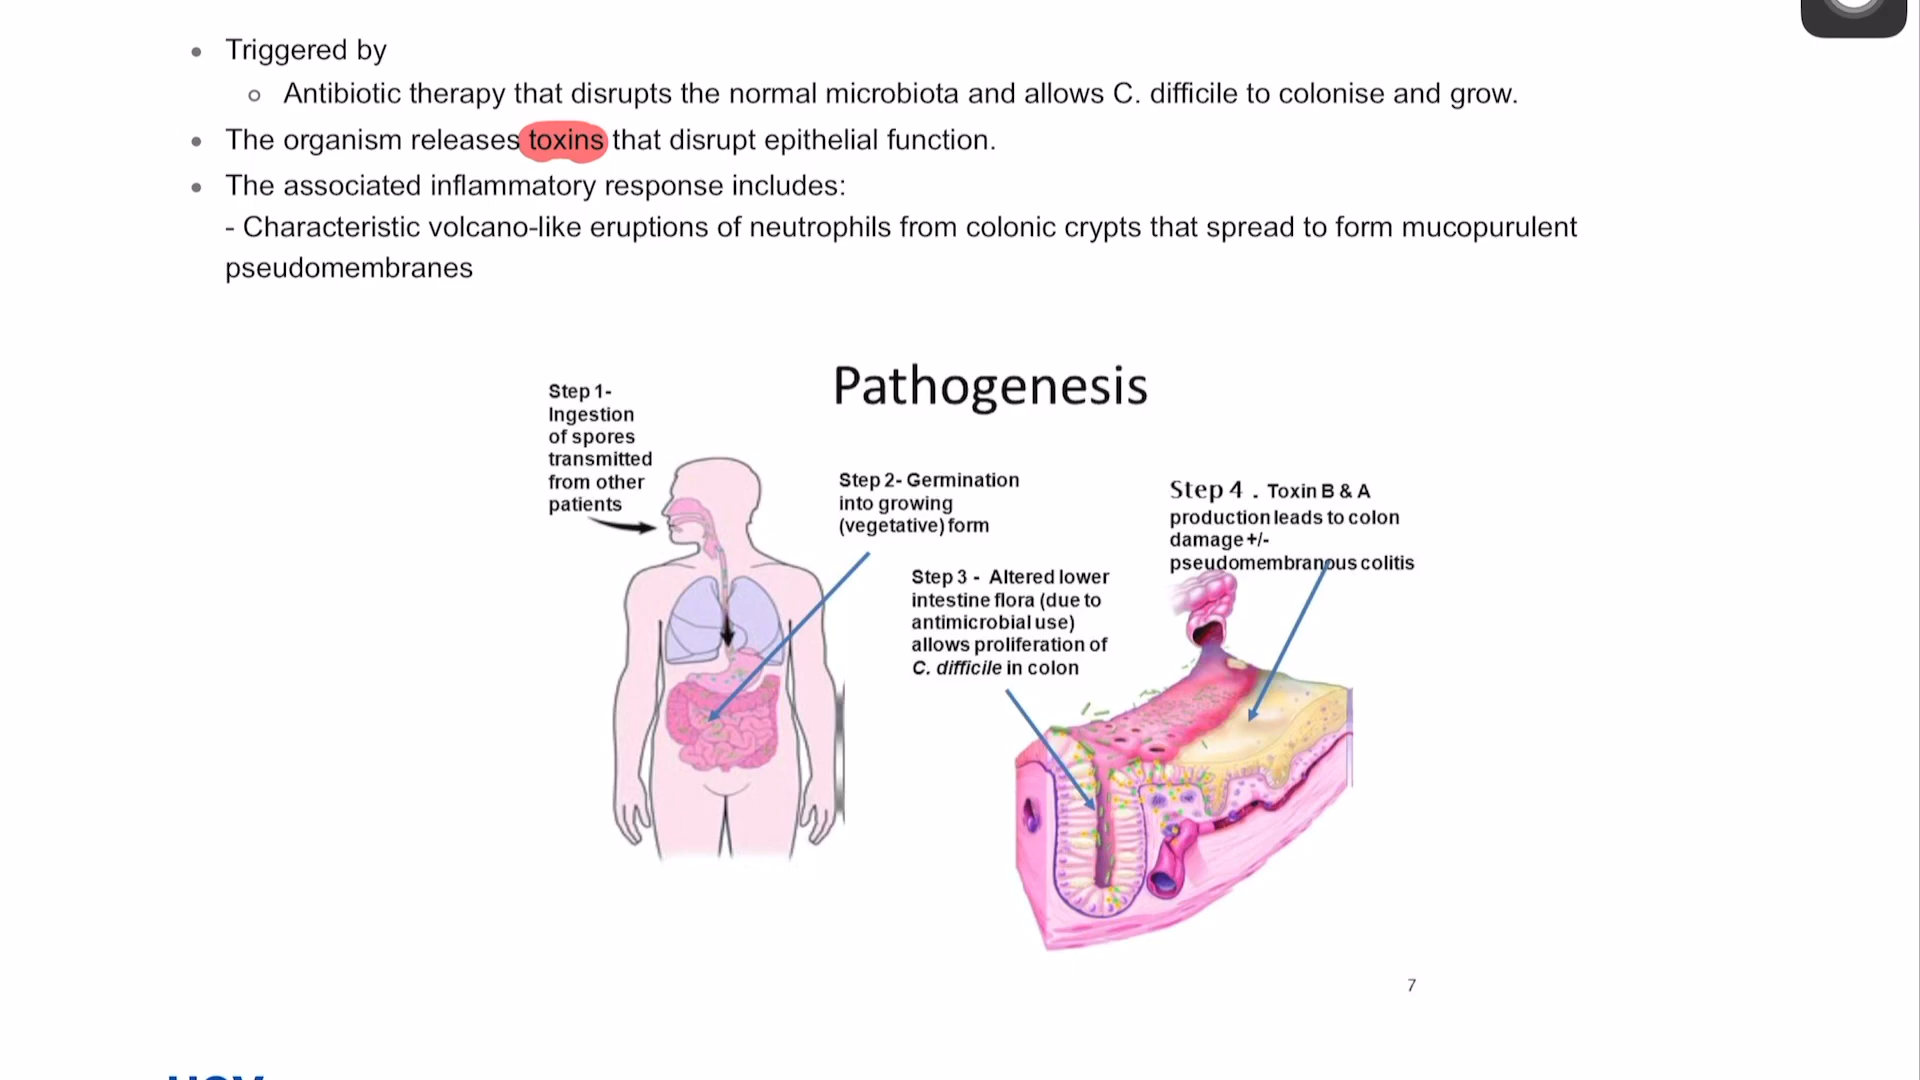 Triggered by
Antibiotic therapy that disrupts the normal microbiota and allows C. difficile to colonise and grow.
The organism releases toxins that disrupt epithelial function.
The associated inflammatory response includes:
- Characteristic volcano-like eruptions of neutrophils from colonic crypts that spread to form mucopurulent
pseudomembranes
Pathogenesis
Step 1-
Ingestion
of spores
transmitted
from other
patients
Step 2- Germination
into growing
(vegetative) form
Step 3 - Altered lower
intestine flora (due to
antimicrobial use)
allows proliferation of
C. difficile in colon
Step 4 . Toxin B & A
production leads to colon
damage +/-
pseudomembranous colitis
7